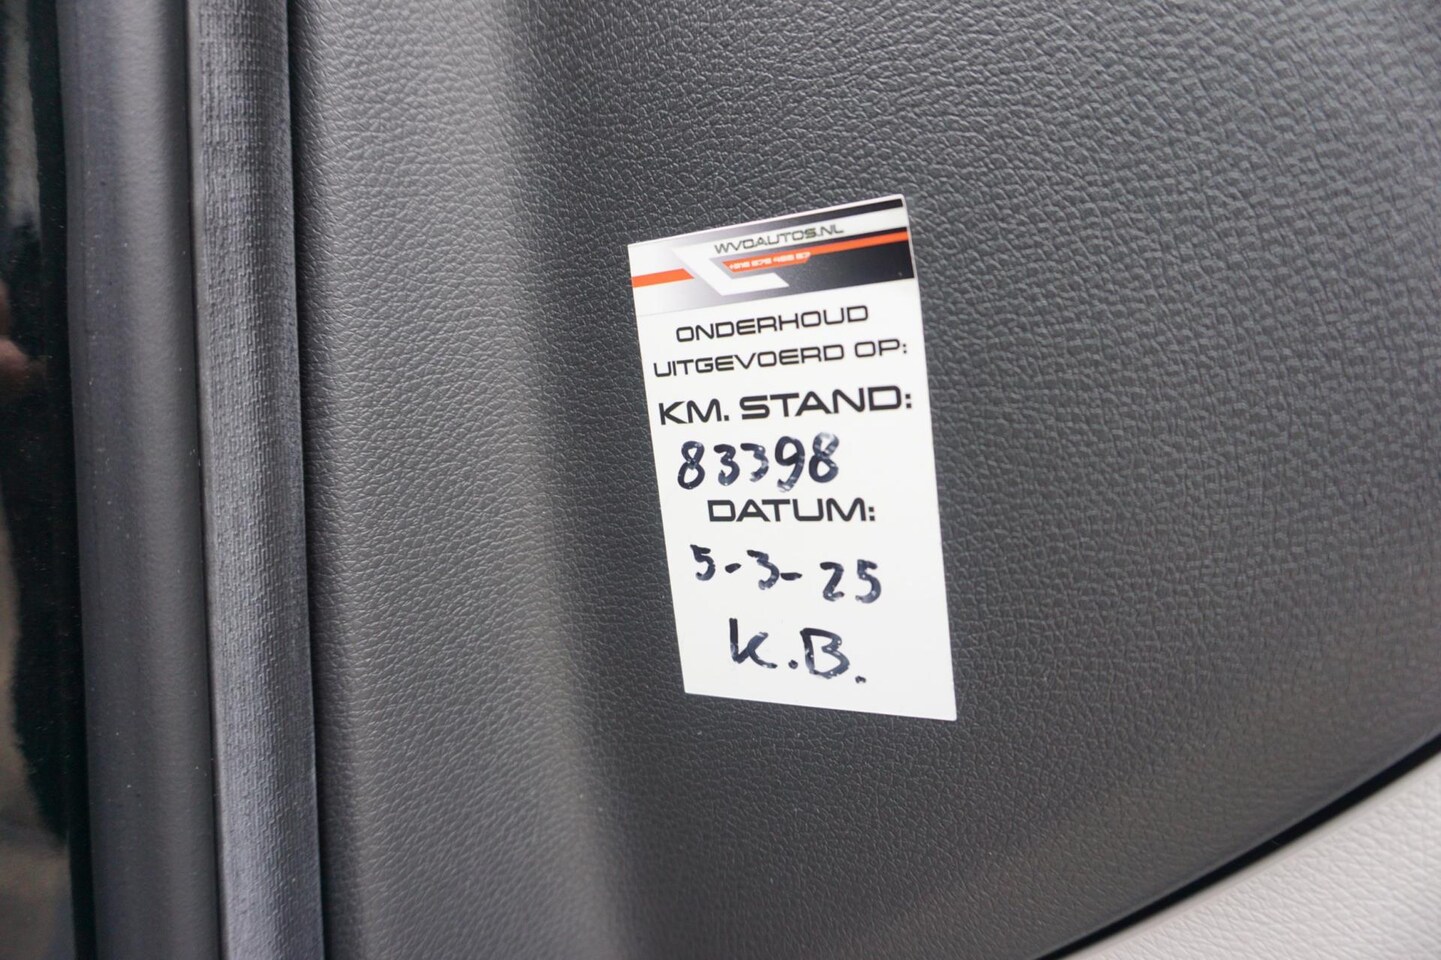 WVDAUTOS.NL
ONDERHOUD
UITGEVOERD OP:
KM. STAND:
83398
DATUM:
5-3-25
K.B.